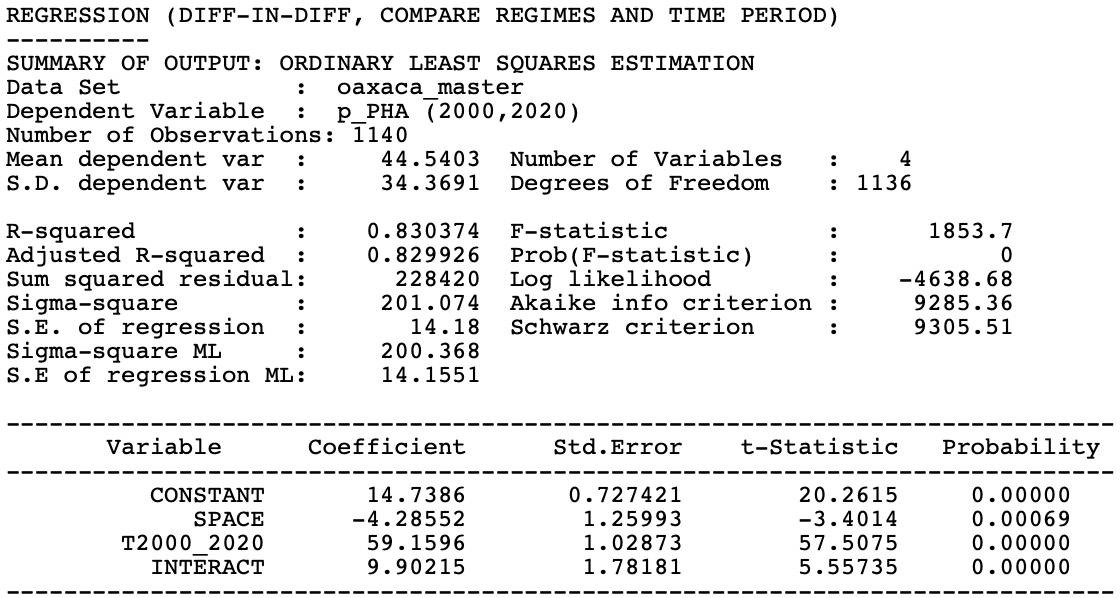 REGRESSION (DIFF-IN-DIFF, COMPARE REGIMES AND TIME PERIOD)
----------
SUMMARY OF OUTPUT: ORDINARY LEAST SQUARES ESTIMATION
Data Set            :  oaxaca_master
Dependent Variable  :  p_PHA (2000,2020)
Number of Observations: 1140
Mean dependent var  :     44.5403  Number of Variables   :    4
S.D. dependent var  :     34.3691  Degrees of Freedom    : 1136

R-squared           :    0.830374  F-statistic           :      1853.7
Adjusted R-squared  :    0.829926  Prob(F-statistic)     :           0
Sum squared residual:      228420  Log likelihood        :    -4638.68
Sigma-square        :     201.074  Akaike info criterion :     9285.36
S.E. of regression  :       14.18  Schwarz criterion     :     9305.51
Sigma-square ML     :     200.368
S.E of regression ML:     14.1551

-----------------------------------------------------------------------------
       Variable      Coefficient      Std.Error    t-Statistic   Probability
-----------------------------------------------------------------------------
          CONSTANT       14.7386       0.727421       20.2615     0.00000
             SPACE      -4.28552        1.25993       -3.4014     0.00069
        T2000_2020       59.1596        1.02873       57.5075     0.00000
          INTERACT       9.90215        1.78181       5.55735     0.00000
-----------------------------------------------------------------------------